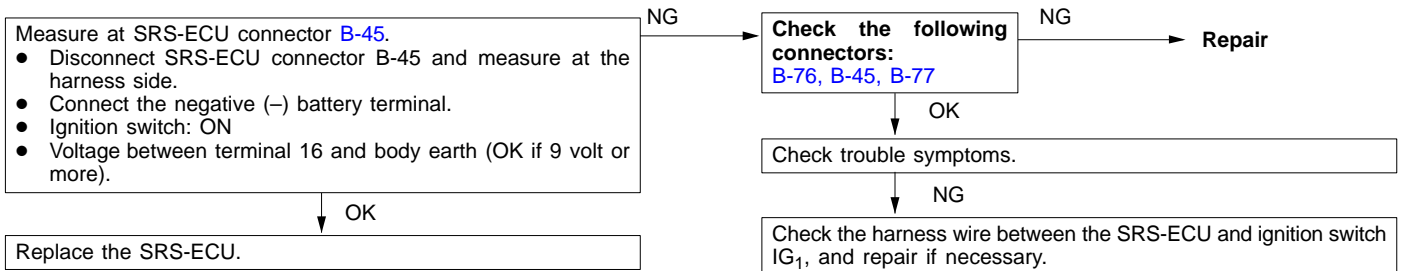 Measure at SRS-ECU connector B-45.
● Disconnect SRS-ECU connector B-45 and measure at the
harness side.
● Connect the negative (–) battery terminal.
● Ignition switch: ON
● Voltage between terminal 16 and body earth (OK if 9 volt or
more).
NG
Check the following
connectors:
B-76, B-45, B-77
NG
Repair
OK
Check trouble symptoms.
NG
Check the harness wire between the SRS-ECU and ignition switch
IG1, and repair if necessary.
OK
Replace the SRS-ECU.